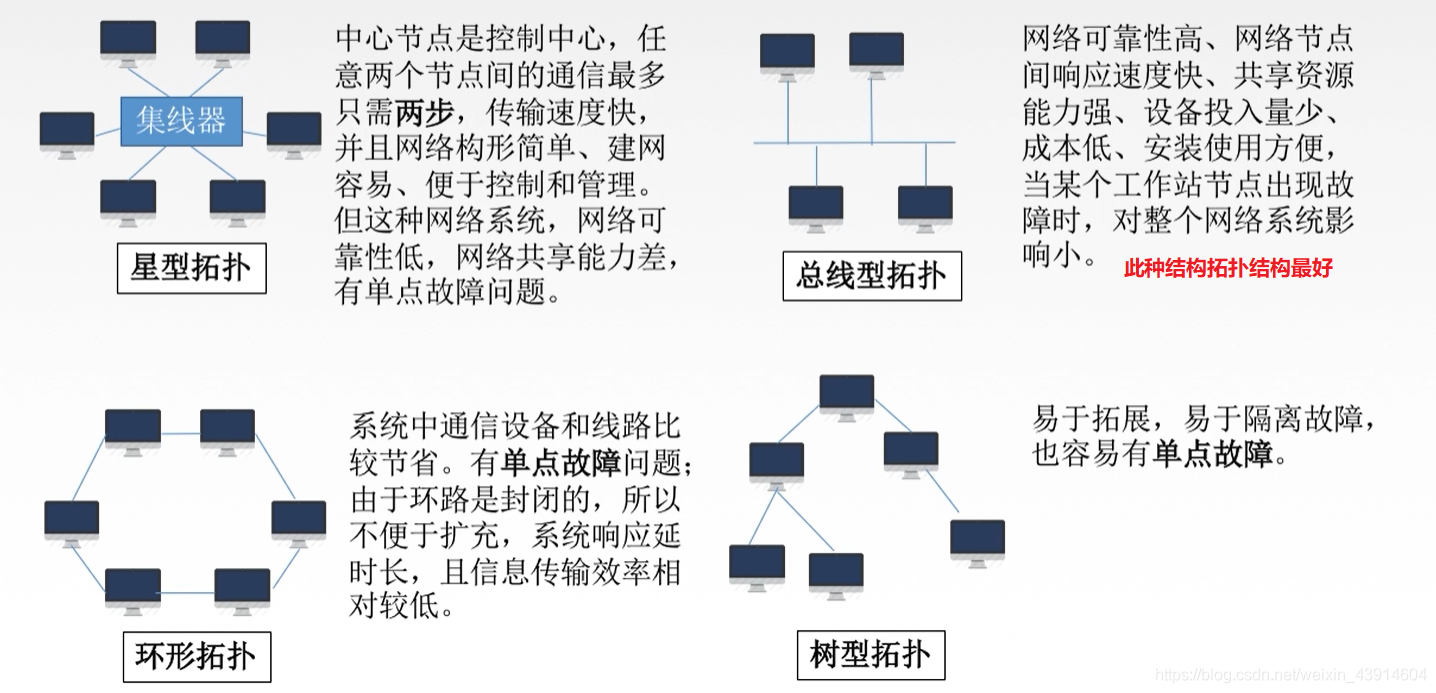 集线器
星型拓扑
中心节点是控制中心，任
意两个节点间的通信最多
只需两步，传输速度快，
并且网络构形简单、建网
容易、便于控制和管理。
但这种网络系统，网络可
靠性低，网络共享能力差，
有单点故障问题。
总线型拓扑
网络可靠性高、网络节点
间响应速度快、共享资源
能力强、设备投入量少、
成本低、安装使用方便，
当某个工作站节点出现故
障时，对整个网络系统影
响小。
此种结构拓扑结构最好
环形拓扑
系统中通信设备和线路比
较节省。有单点故障问题；
由于环路是封闭的，所以
不便于扩充，系统响应延
时长，且信息传输效率相
对较低。
树型拓扑
易于拓展，易于隔离故障，
也容易有单点故障。
https://blog.csdn.net/weixin_43914604